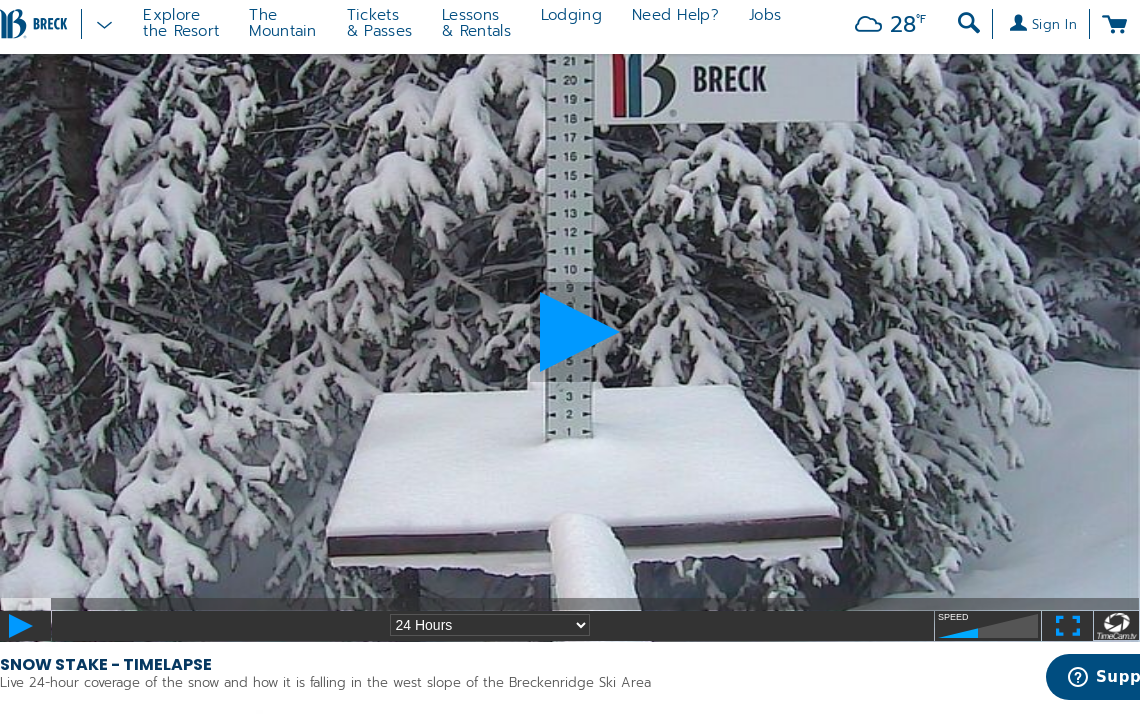 BRECK
Explore
the Resort
The
Mountain
Tickets
& Passes
Lessons
& Rentals
Lodging
Need Help?
Jobs
28°F
Sign In
21
20
19
18
17
16
15
14
13
12
11
10
9
5
4
3
2
1
BRECK
®
24 Hours
SPEED
TimeCam.tv
SNOW STAKE - TIMELAPSE
Live 24-hour coverage of the snow and how it is falling in the west slope of the Breckenridge Ski Area
Supp